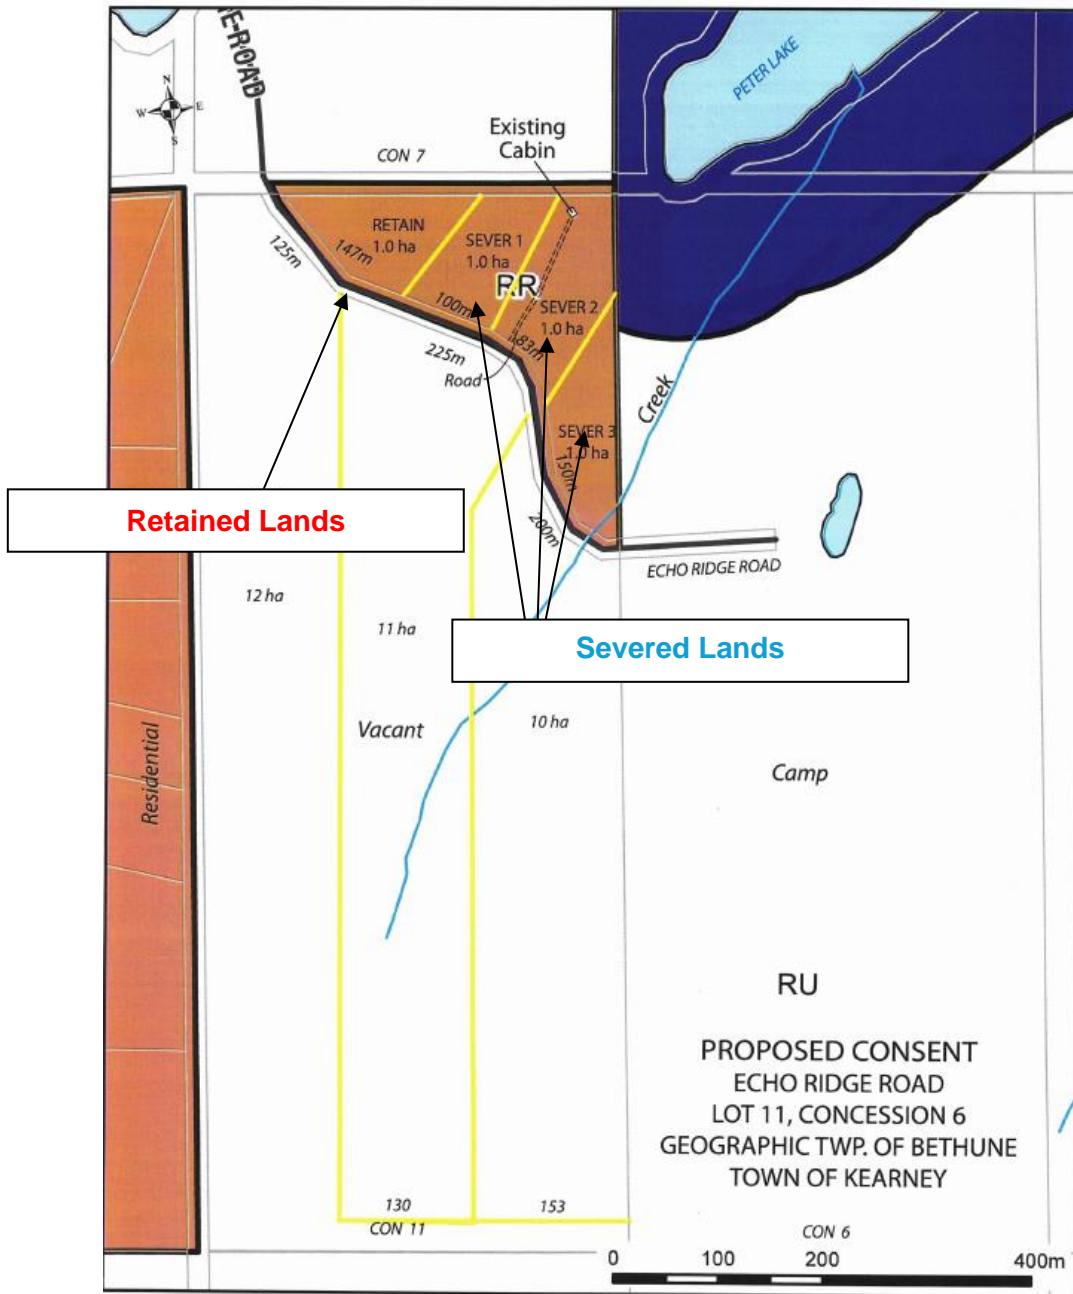 E-ROAD
PETER LAKE
N
W E
S
Existing
Cabin
CON 7
RETAIN
1.0 ha
SEVER 1
1.0 ha
RR
125m
147m
100m
SEVER 2
1.0 ha
183m
225m
Road
Creek
SEVER 3
1.0 ha
150m
200m
Retained Lands
ECHO RIDGE ROAD
12 ha
11 ha
Severed Lands
10 ha
Vacant
Residential
Camp
RU
PROPOSED CONSENT
ECHO RIDGE ROAD
LOT 11, CONCESSION 6
GEOGRAPHIC TWP. OF BETHUNE
TOWN OF KEARNEY
130
153
CON 11
CON 6
0 100 200 400m